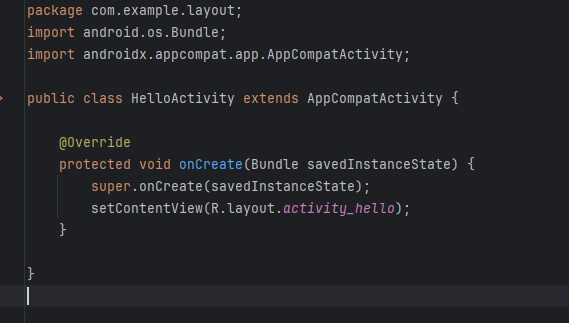 package com.example.layout;
import android.os.Bundle;
import androidx.appcompat.app.AppCompatActivity;
public class HelloActivity extends AppCompatActivity {
@Override
protected void onCreate(Bundle savedInstanceState) {
super.onCreate(savedInstanceState);
setContentView(R.layout.activity_hello);
}
}